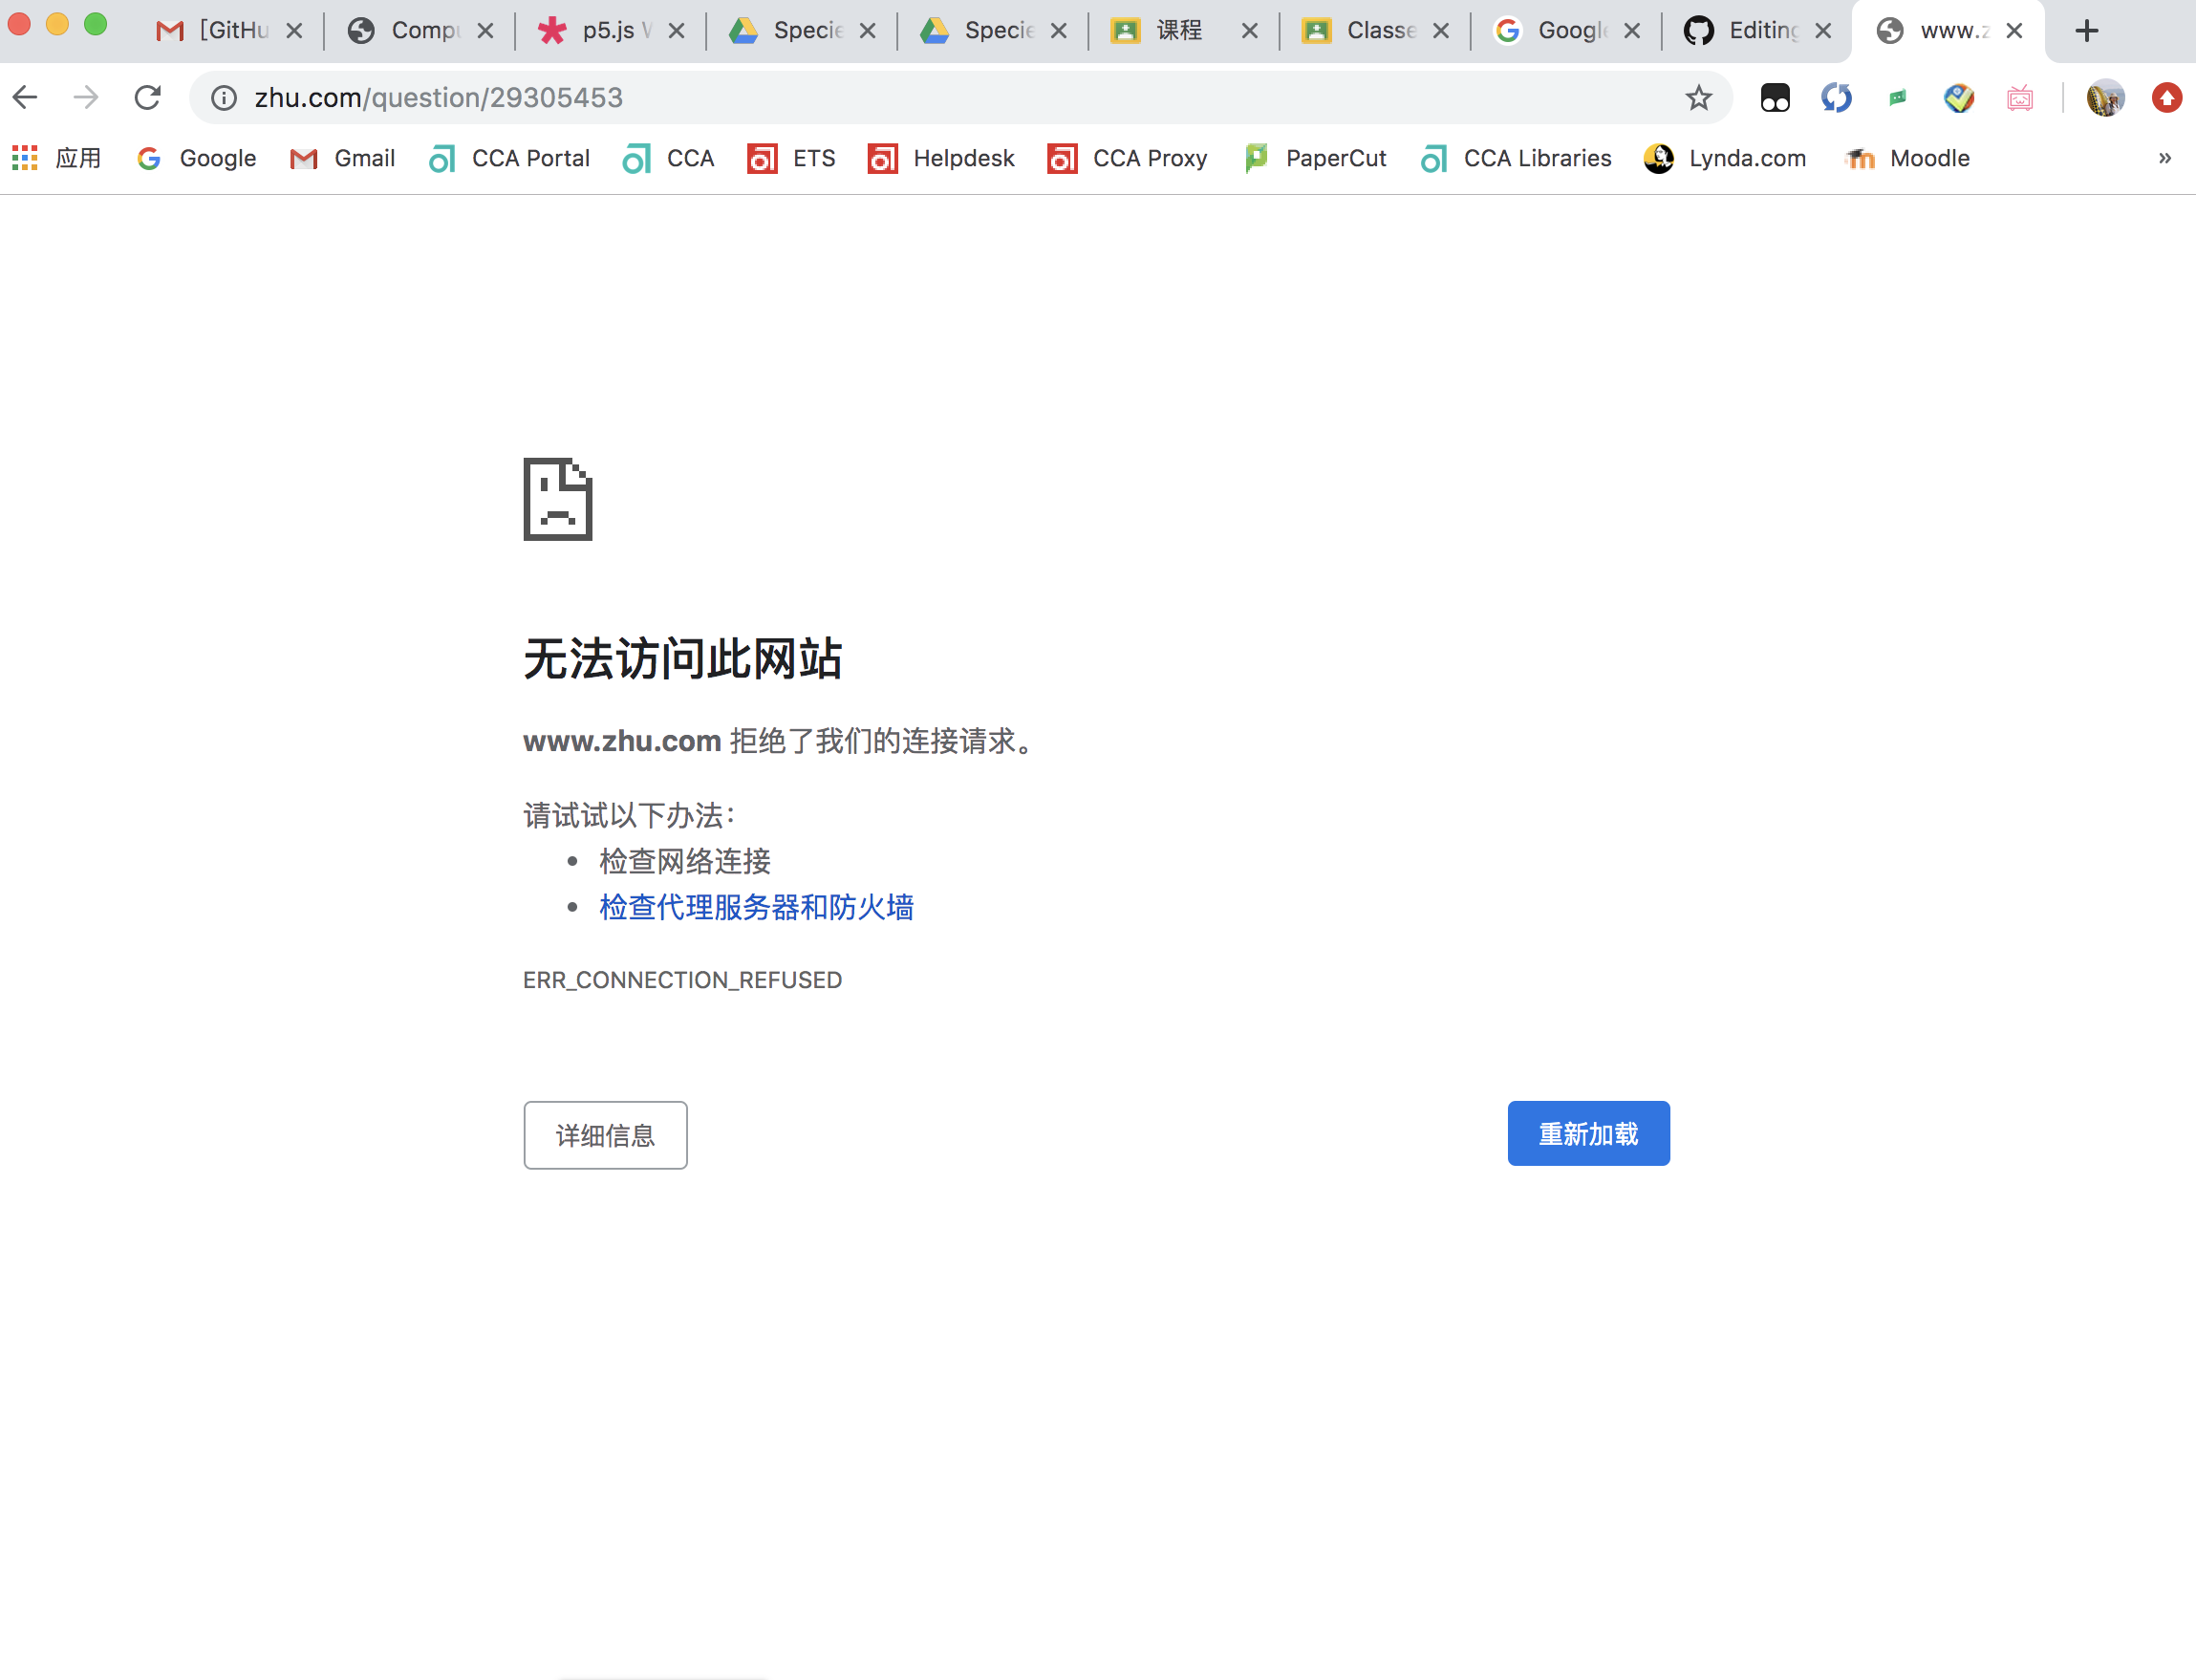 [GitHu Compu p5.js W Specie Specie 课程 Classe Google Editing www.z
zhu.com/question/29305453
应用 Google Gmail CCA Portal CCA ETS Helpdesk CCA Proxy PaperCut CCA Libraries Lynda.com Moodle »
无法访问此网站
www.zhu.com 拒绝了我们的连接请求。
请试试以下办法：
• 检查网络连接
• 检查代理服务器和防火墙
ERR_CONNECTION_REFUSED
详细信息 重新加载